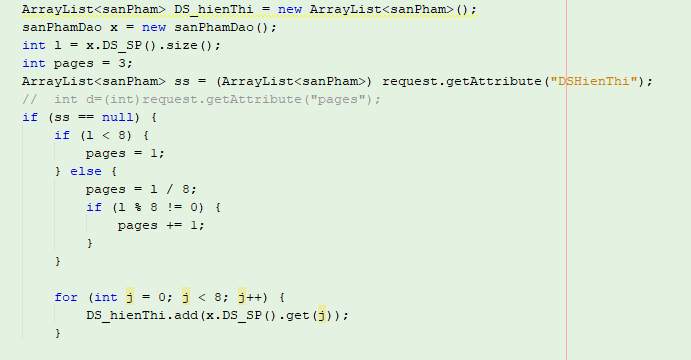 ArrayList<sanPham> DS_hienThi = new ArrayList<sanPham>();
sanPhamDao x = new sanPhamDao();
int l = x.DS_SP().size();
int pages = 3;
ArrayList<sanPham> ss = (ArrayList<sanPham>) request.getAttribute("DSHienThi");
//  int d=(int)request.getAttribute("pages");
if (ss == null) {
    if (l < 8) {
        pages = 1;
    } else {
        pages = l / 8;
        if (l % 8 != 0) {
            pages += 1;
        }
    }
    for (int j = 0; j < 8; j++) {
        DS_hienThi.add(x.DS_SP().get(j));
    }